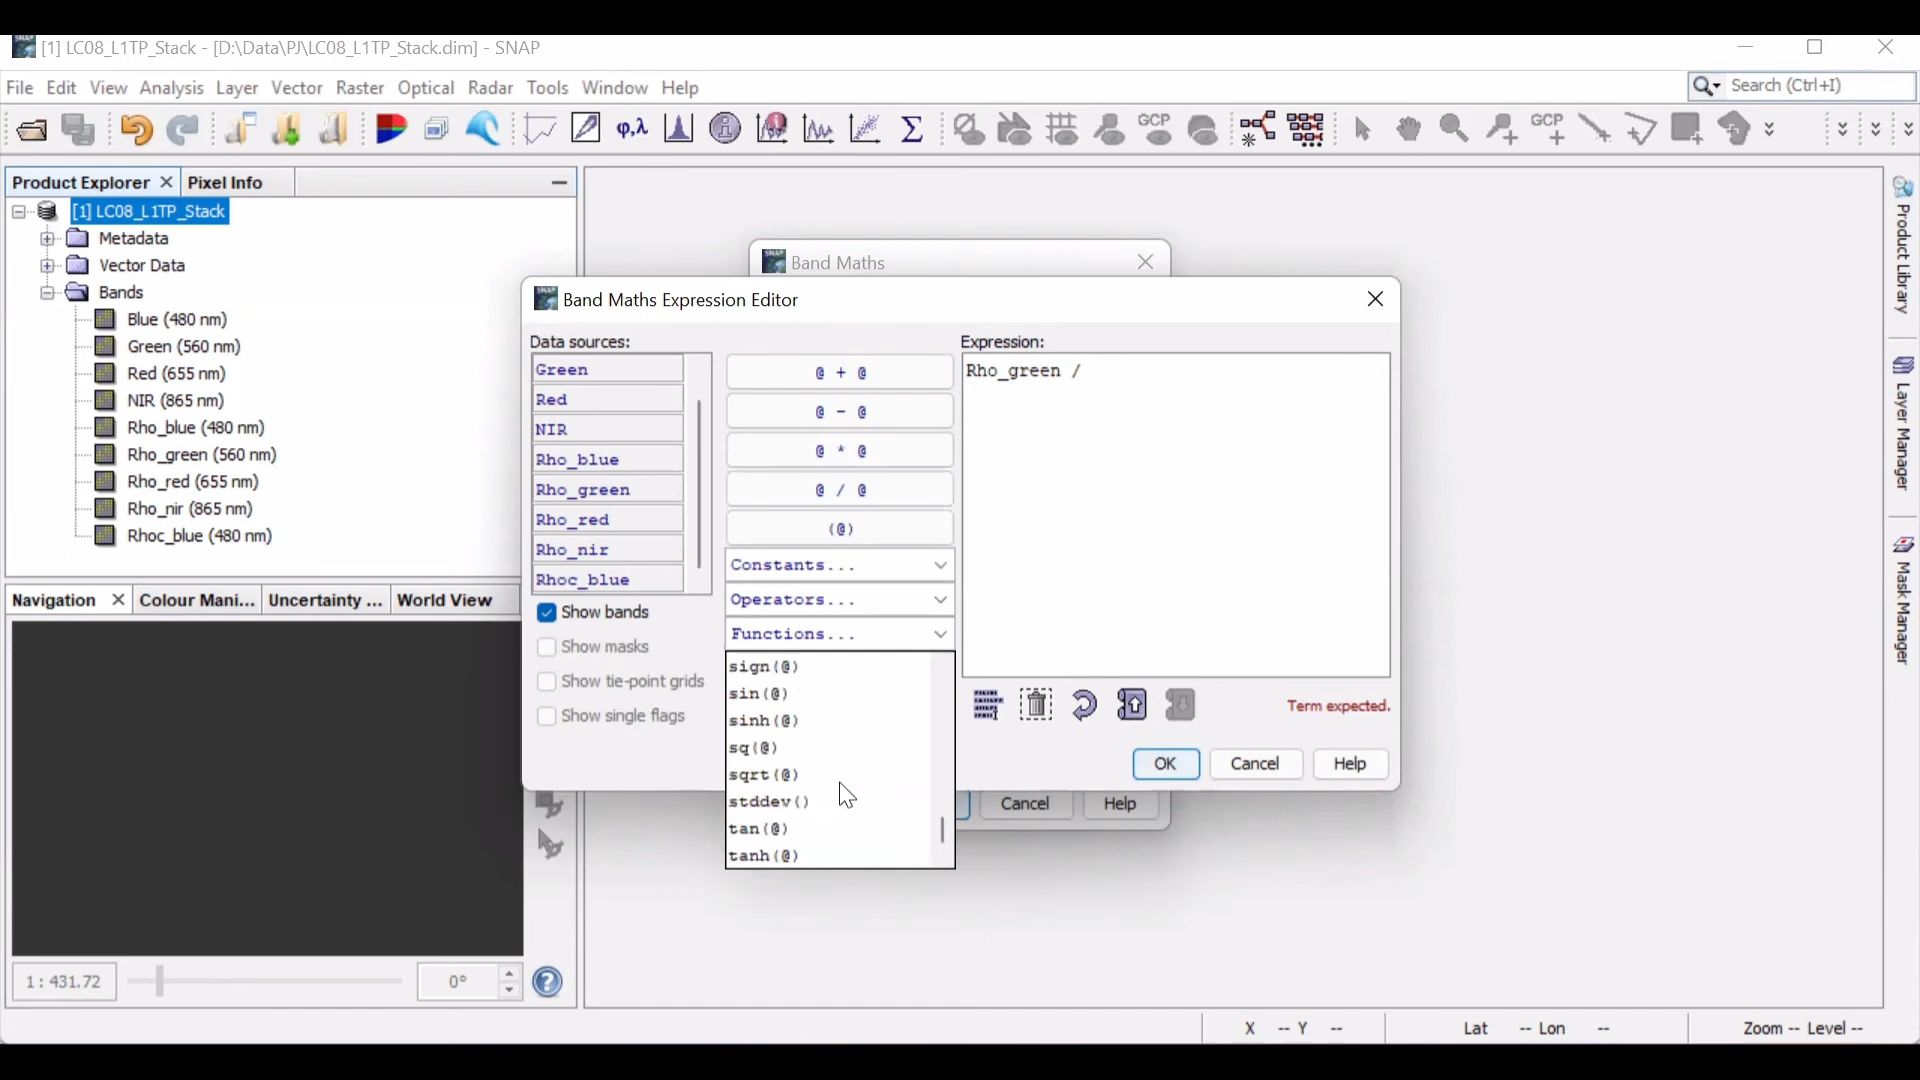 [1] LC08_L1TP_Stack - [D:\Data\PJ\LC08_L1TP_Stack.dim] - SNAP
File Edit View Analysis Layer Vector Raster Optical Radar Tools Window Help
Search (Ctrl+I)
φ,λ
Σ
GCP
GCP
Product Explorer
Pixel Info
[1] LC08_L1TP_Stack
Metadata
Vector Data
Bands
Blue (480 nm)
Green (560 nm)
Red (655 nm)
NIR (865 nm)
Rho_blue (480 nm)
Rho_green (560 nm)
Rho_red (655 nm)
Rho_nir (865 nm)
Rhoc_blue (480 nm)
Navigation
Colour Mani...
Uncertainty ...
World View
1 : 431.72
0°
Band Maths
Band Maths Expression Editor
Data sources:
Green
Red
NIR
Rho_blue
Rho_green
Rho_red
Rho_nir
Rhoc_blue
Show bands
Show masks
Show tie-point grids
Show single flags
@ + @
@ - @
@ * @
@ / @
(@)
Constants...
Operators...
Functions...
sign(@)
sin(@)
sinh(@)
sq(@)
sqrt(@)
stddev()
tan(@)
tanh(@)
Expression:
Rho_green /
Term expected.
OK Cancel Help
Cancel Help
Product Library
Layer Manager
Mask Manager
X -- Y --
Lat -- Lon --
Zoom -- Level --